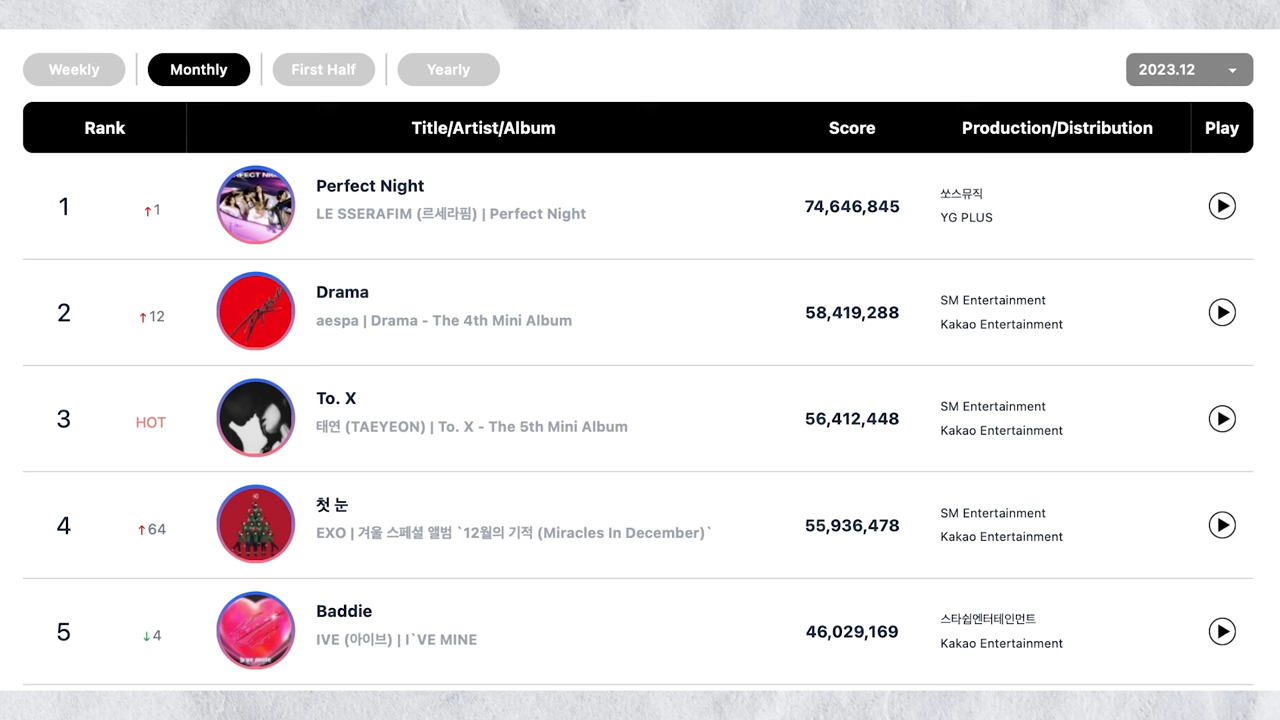 Weekly
Monthly
First Half
Yearly
2023.12
Rank
Title/Artist/Album
Score
Production/Distribution
Play
1
↑1
Perfect Night
LE SSERAFIM (르세라핌) | Perfect Night
74,646,845
쏘스뮤직
YG PLUS
2
↑12
Drama
aespa | Drama - The 4th Mini Album
58,419,288
SM Entertainment
Kakao Entertainment
3
HOT
To. X
태연 (TAEYEON) | To. X - The 5th Mini Album
56,412,448
SM Entertainment
Kakao Entertainment
4
↑64
첫 눈
EXO | 겨울 스페셜 앨범 `12월의 기적 (Miracles In December)`
55,936,478
SM Entertainment
Kakao Entertainment
5
↓4
Baddie
IVE (아이브) | I`VE MINE
46,029,169
스타쉽엔터테인먼트
Kakao Entertainment